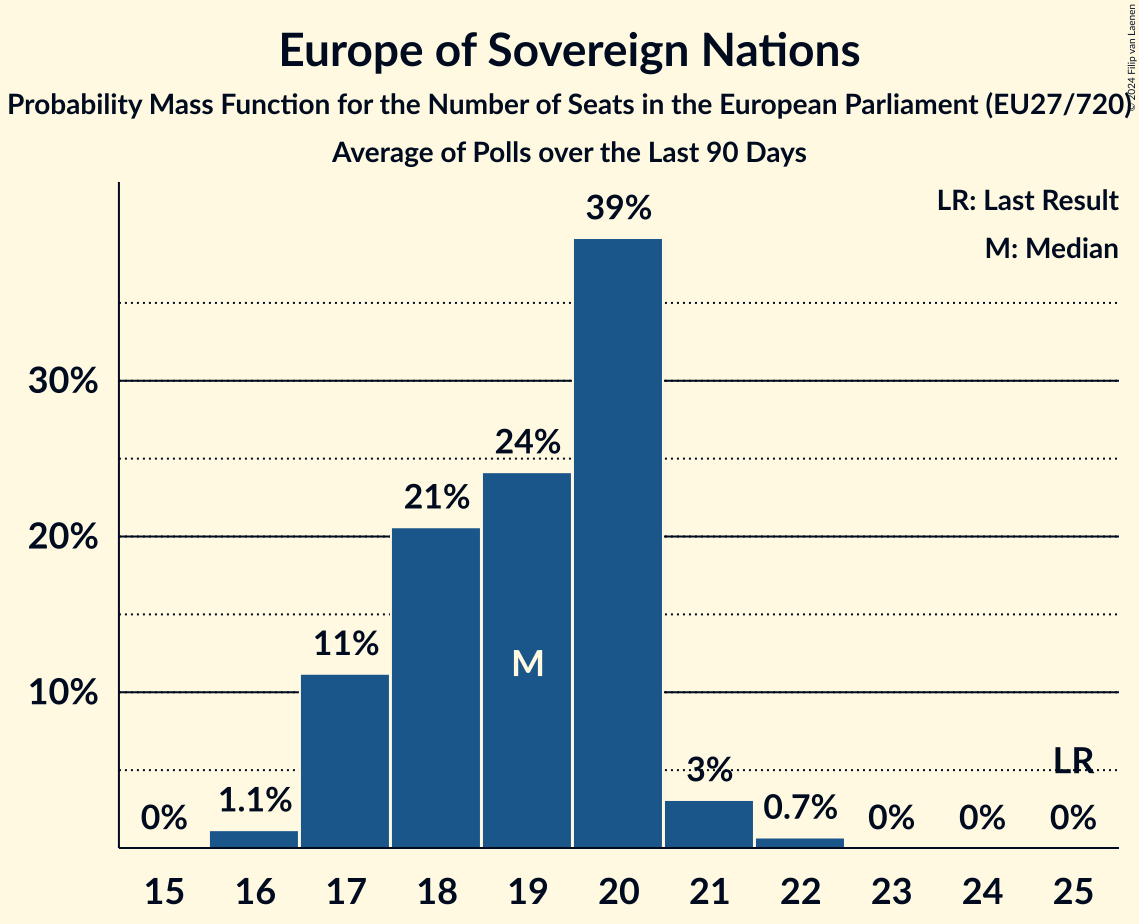 Europe of Sovereign Nations
Probability Mass Function for the Number of Seats in the European Parliament (EU27/720)
Average of Polls over the Last 90 Days
© 2024 Filip van Laenen
LR: Last Result
M: Median
39%
30%
24%
21%
20%
11%
M
10%
LR
3%
1.1%
0.7%
0%
0%
0%
0%
15 16 17 18 19 20 21 22 23 24 25